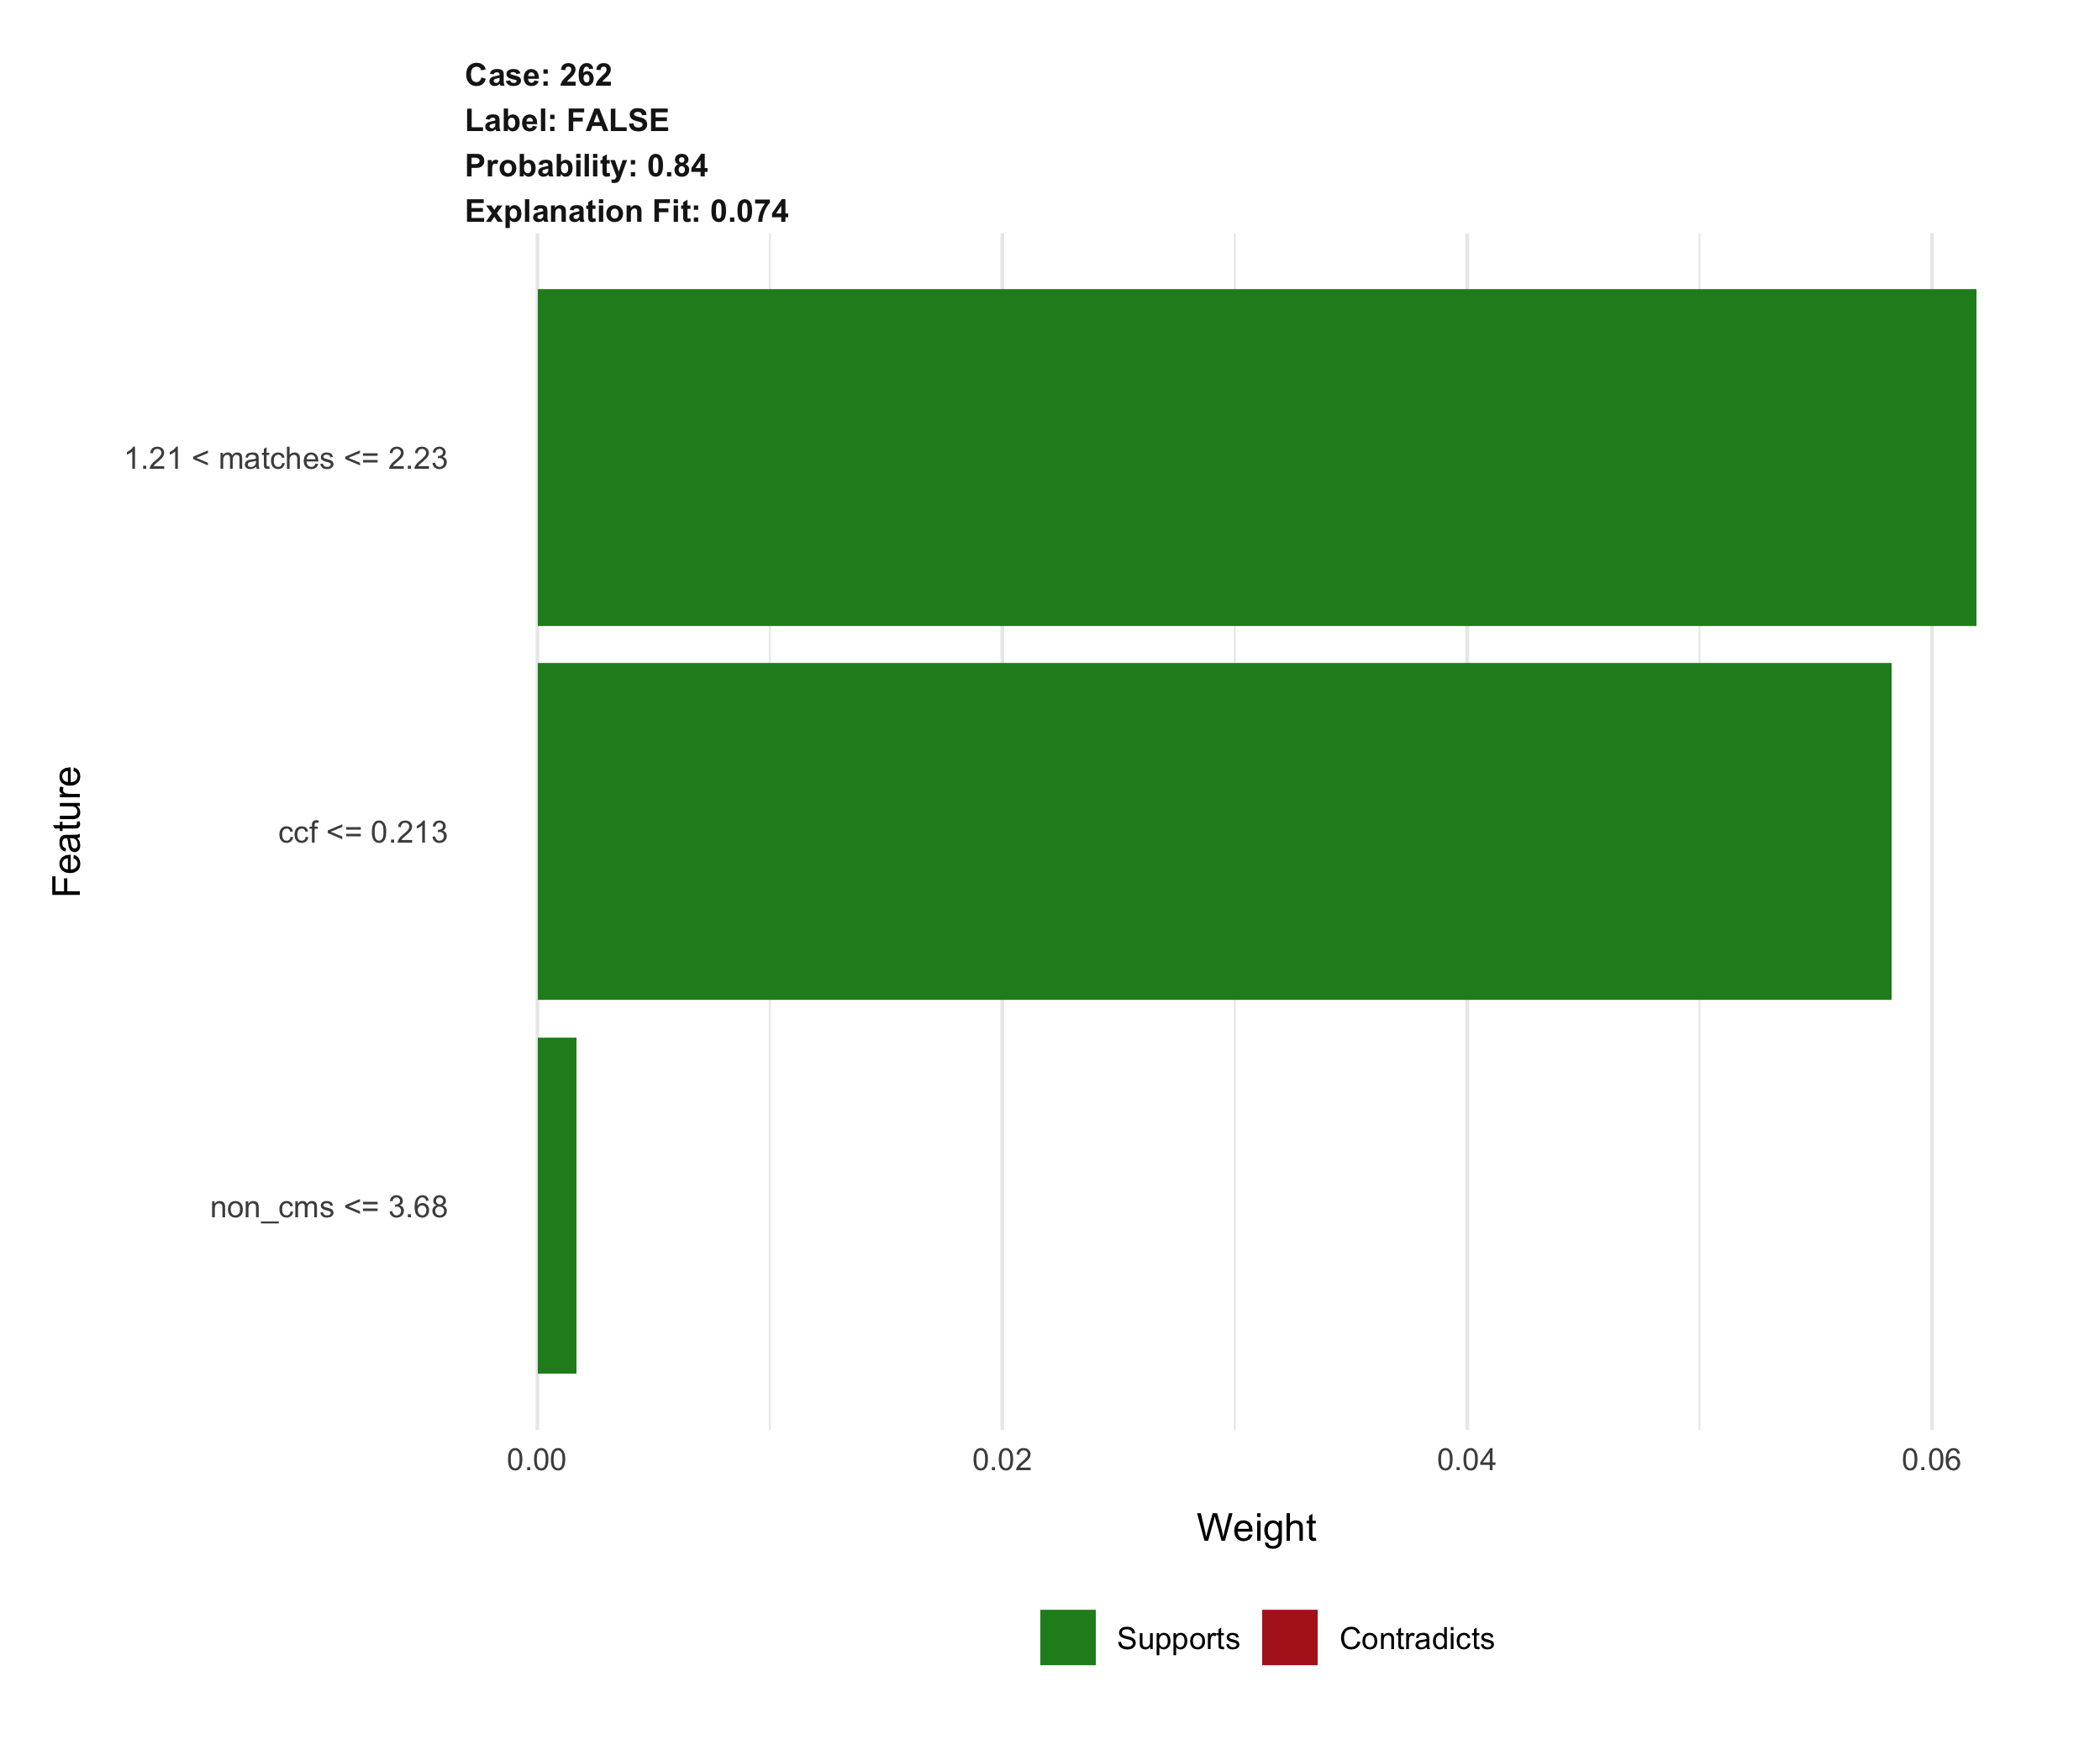 Case: 262
Label: FALSE
Probability: 0.84
Explanation Fit: 0.074
Feature
1.21 < matches <= 2.23
ccf <= 0.213
non_cms <= 3.68
0.00 0.02 0.04 0.06
Weight
Supports Contradicts